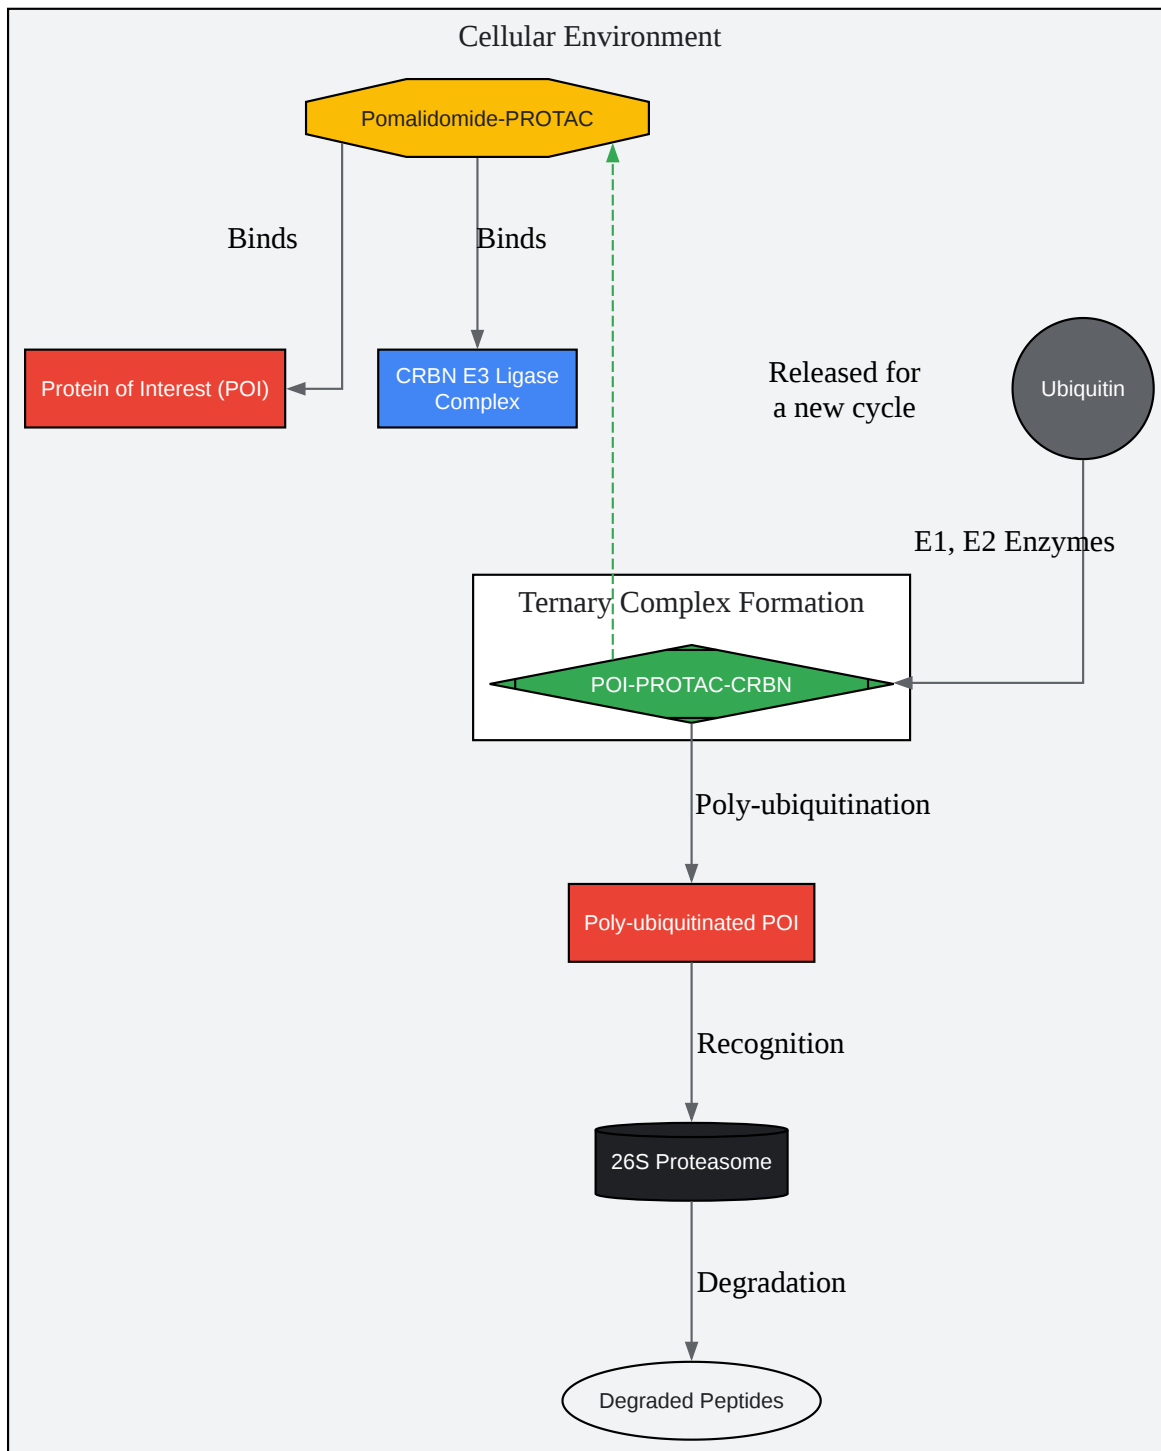 Cellular Environment
Pomalidomide-PROTAC
Binds
Binds
Protein of Interest (POI)
CRBN E3 Ligase
Complex
Released for
a new cycle
Ubiquitin
E1, E2 Enzymes
Ternary Complex Formation
POI-PROTAC-CRBN
Poly-ubiquitination
Poly-ubiquitinated POI
Recognition
26S Proteasome
Degradation
Degraded Peptides